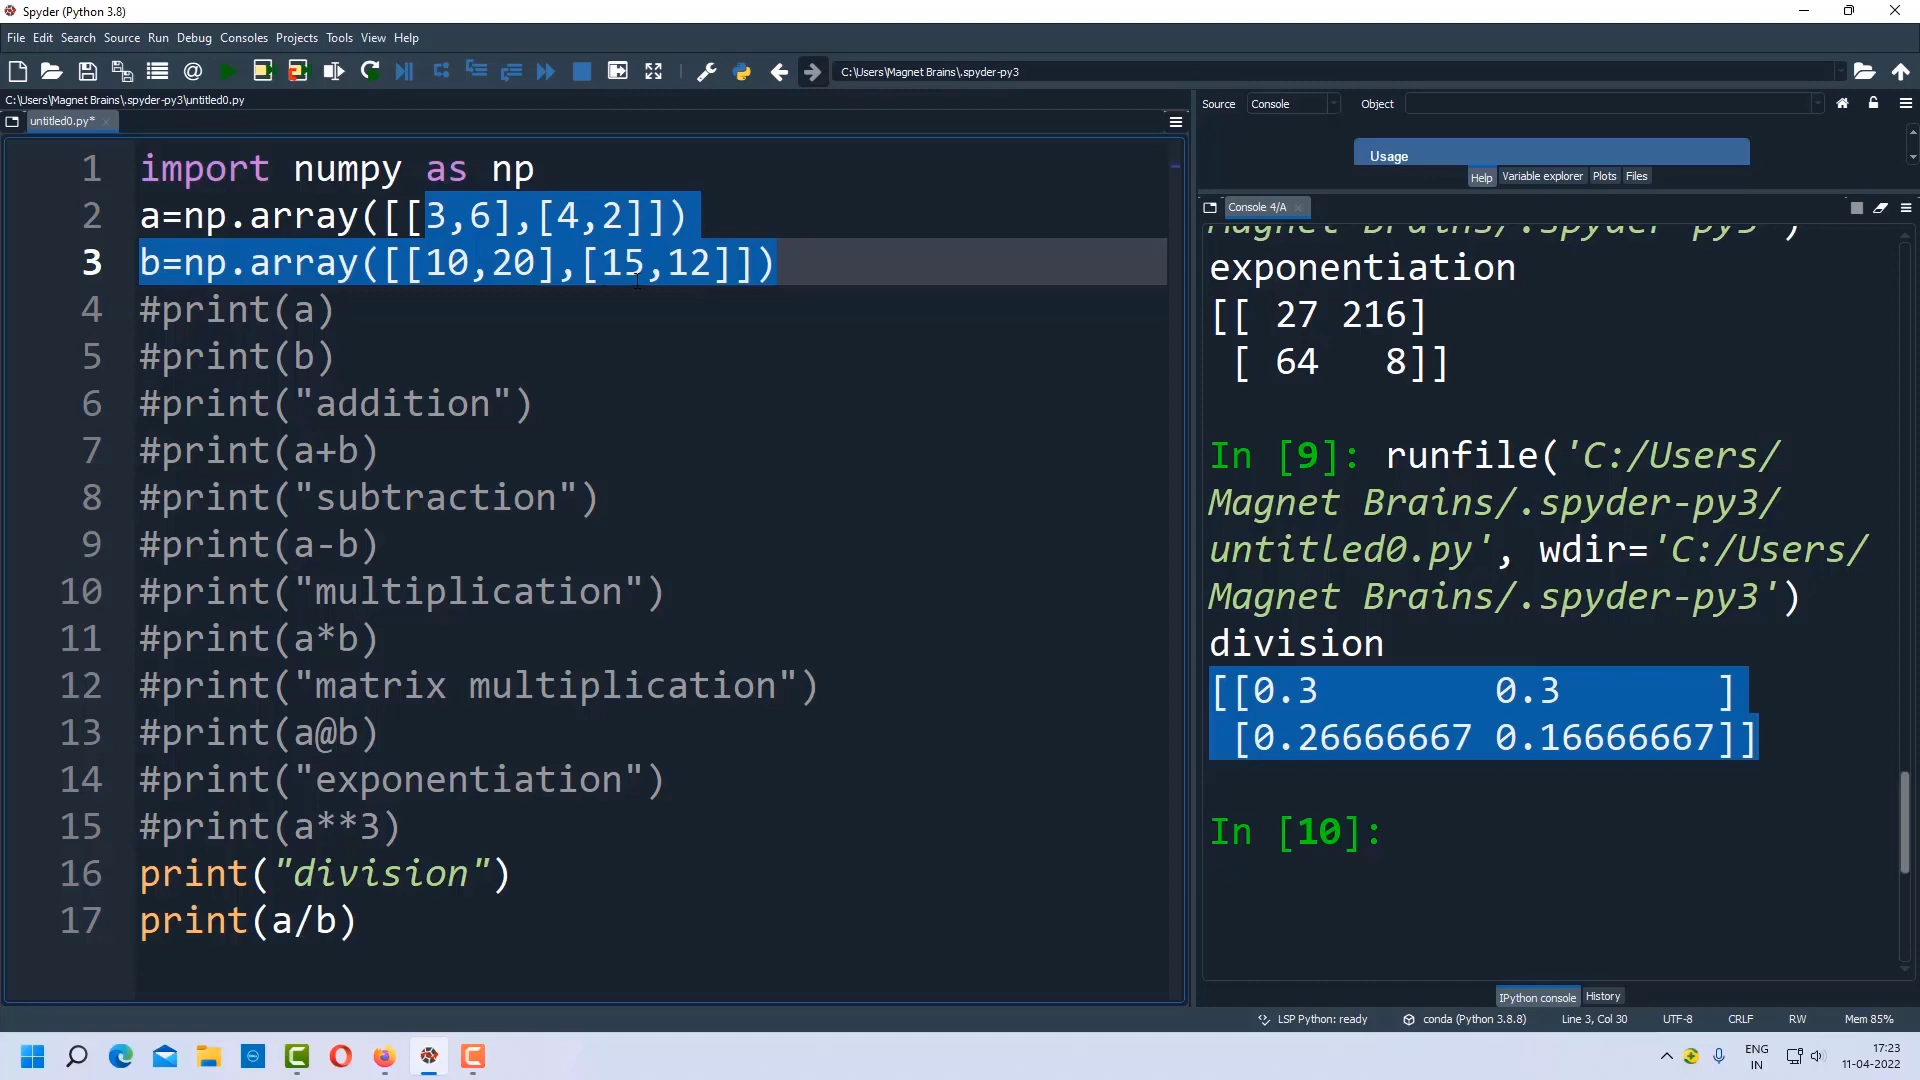 Spyder (Python 3.8)
File Edit Search Source Run Debug Consoles Projects Tools View Help
C:\Users\Magnet Brains\.spyder-py3
C:\Users\Magnet Brains\.spyder-py3\untitled0.py
untitled0.py*
1 import numpy as np
2 a=np.array([[3,6],[4,2]])
3 b=np.array([[10,20],[15,12]])
4 #print(a)
5 #print(b)
6 #print("addition")
7 #print(a+b)
8 #print("subtraction")
9 #print(a-b)
10 #print("multiplication")
11 #print(a*b)
12 #print("matrix multiplication")
13 #print(a@b)
14 #print("exponentiation")
15 #print(a**3)
16 print("division")
17 print(a/b)
Source Console Object
Usage
Help Variable explorer Plots Files
Console 4/A
Magnet Brains/.spyder-py3')
exponentiation
[[ 27 216]
[ 64 8]]
In [9]: runfile('C:/Users/
Magnet Brains/.spyder-py3/
untitled0.py', wdir='C:/Users/
Magnet Brains/.spyder-py3')
division
[[0.3 0.3 ]
[0.26666667 0.16666667]]
In [10]:
IPython console History
LSP Python: ready conda (Python 3.8.8) Line 3, Col 30 UTF-8 CRLF RW Mem 85%
ENG
IN
17:23
11-04-2022